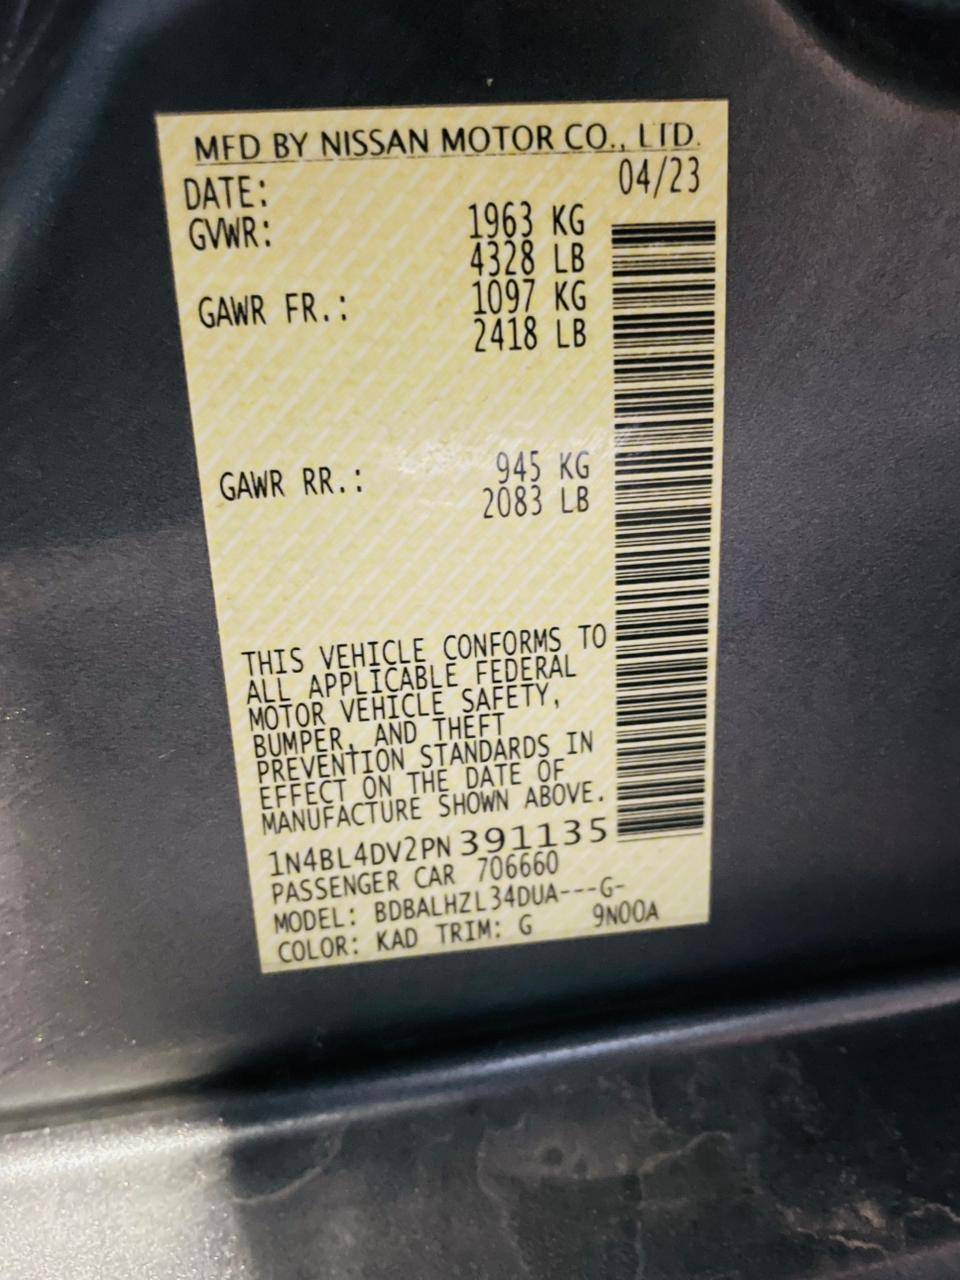 MFD BY NISSAN MOTOR CO., LTD.
DATE: 04/23
GVWR: 1963 KG
4328 LB
GAWR FR.: 1097 KG
2418 LB
GAWR RR.: 945 KG
2083 LB
THIS VEHICLE CONFORMS TO
ALL APPLICABLE FEDERAL
MOTOR VEHICLE SAFETY,
BUMPER, AND THEFT
PREVENTION STANDARDS IN
EFFECT ON THE DATE OF
MANUFACTURE SHOWN ABOVE.
1N4BL4DV2PN391135
PASSENGER CAR 706660
MODEL: BDBALHZL34DUA---G-
COLOR: KAD TRIM: G 9N00A